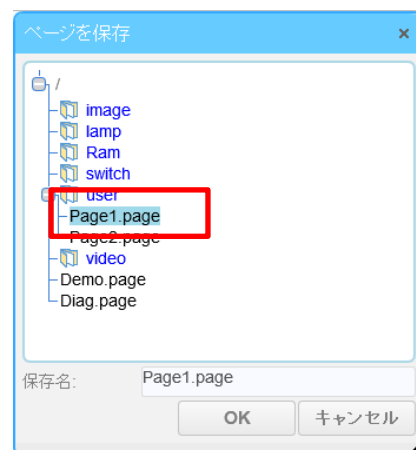 ページを保存 ×
/
image
lamp
Ram
switch
user
Page1.page
Page2.page
video
Demo.page
Diag.page
保存名: Page1.page
OK キャンセル